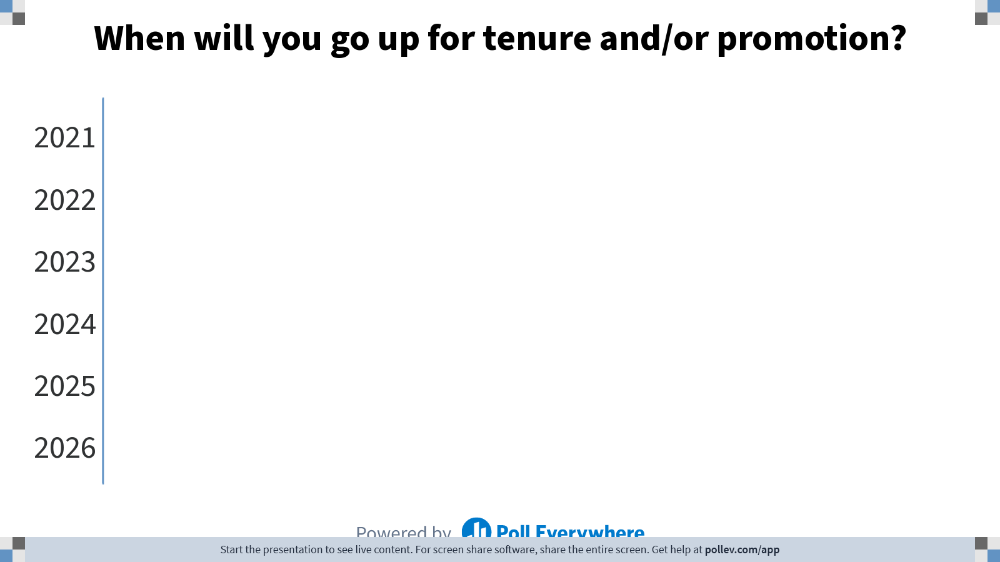 When will you go up for tenure and/or promotion?
2021
2022
2023
2024
2025
2026
Powered by Poll Everywhere
Start the presentation to see live content. For screen share software, share the entire screen. Get help at pollev.com/app